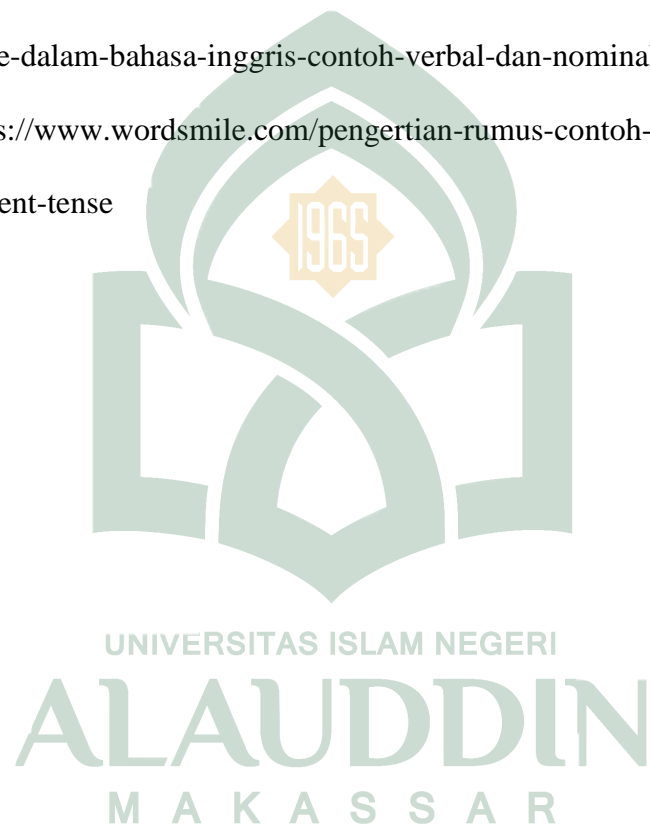 e-dalam-bahasa-inggris-contoh-verbal-dan-nominal
s://www.wordsmile.com/pengertian-rumus-contoh-
ent-tense
1965
UNIVERSITAS ISLAM NEGERI
ALAUDDIN
MAKASSAR